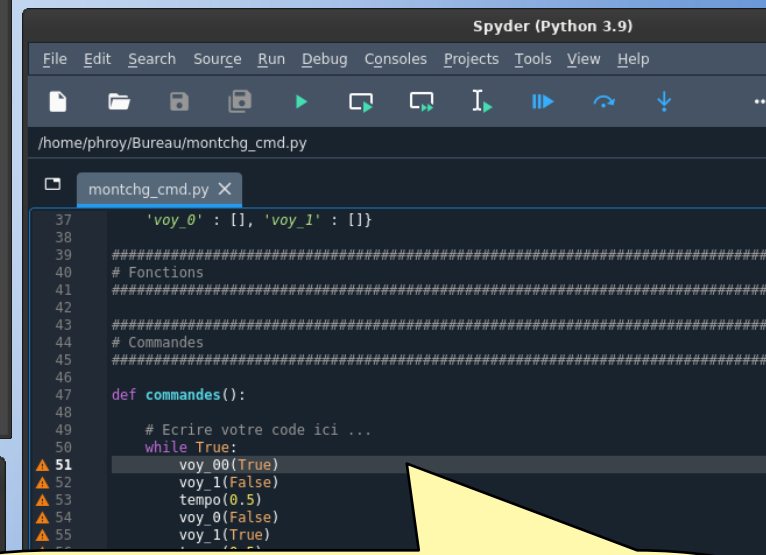 Spyder (Python 3.9)
File Edit Search Source Run Debug Consoles Projects Tools View Help
/home/phroy/Bureau/montchg_cmd.py
montchg_cmd.py
37 'voy_0' : [], 'voy_1' : []}
38
39 ##############################################################################
40 # Fonctions
41 ##############################################################################
42
43 ##############################################################################
44 # Commandes
45 ##############################################################################
46
47 def commandes():
48
49 # Ecrire votre code ici ...
50 while True:
51 voy_00(True)
52 voy_1(False)
53 tempo(0.5)
54 voy_0(False)
55 voy_1(True)